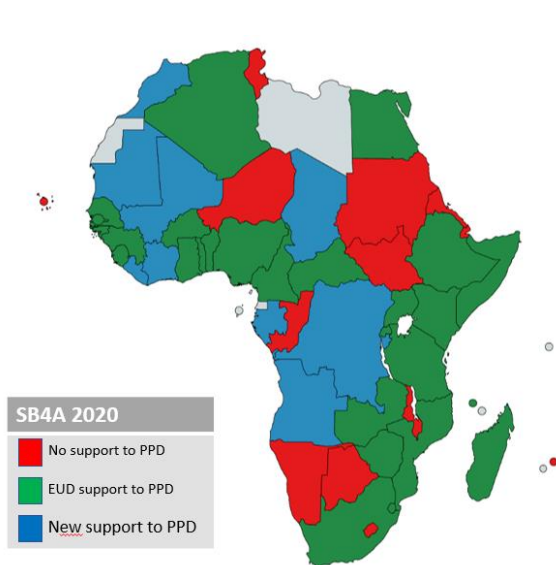 SB4A 2020
No support to PPD
EUD support to PPD
New support to PPD